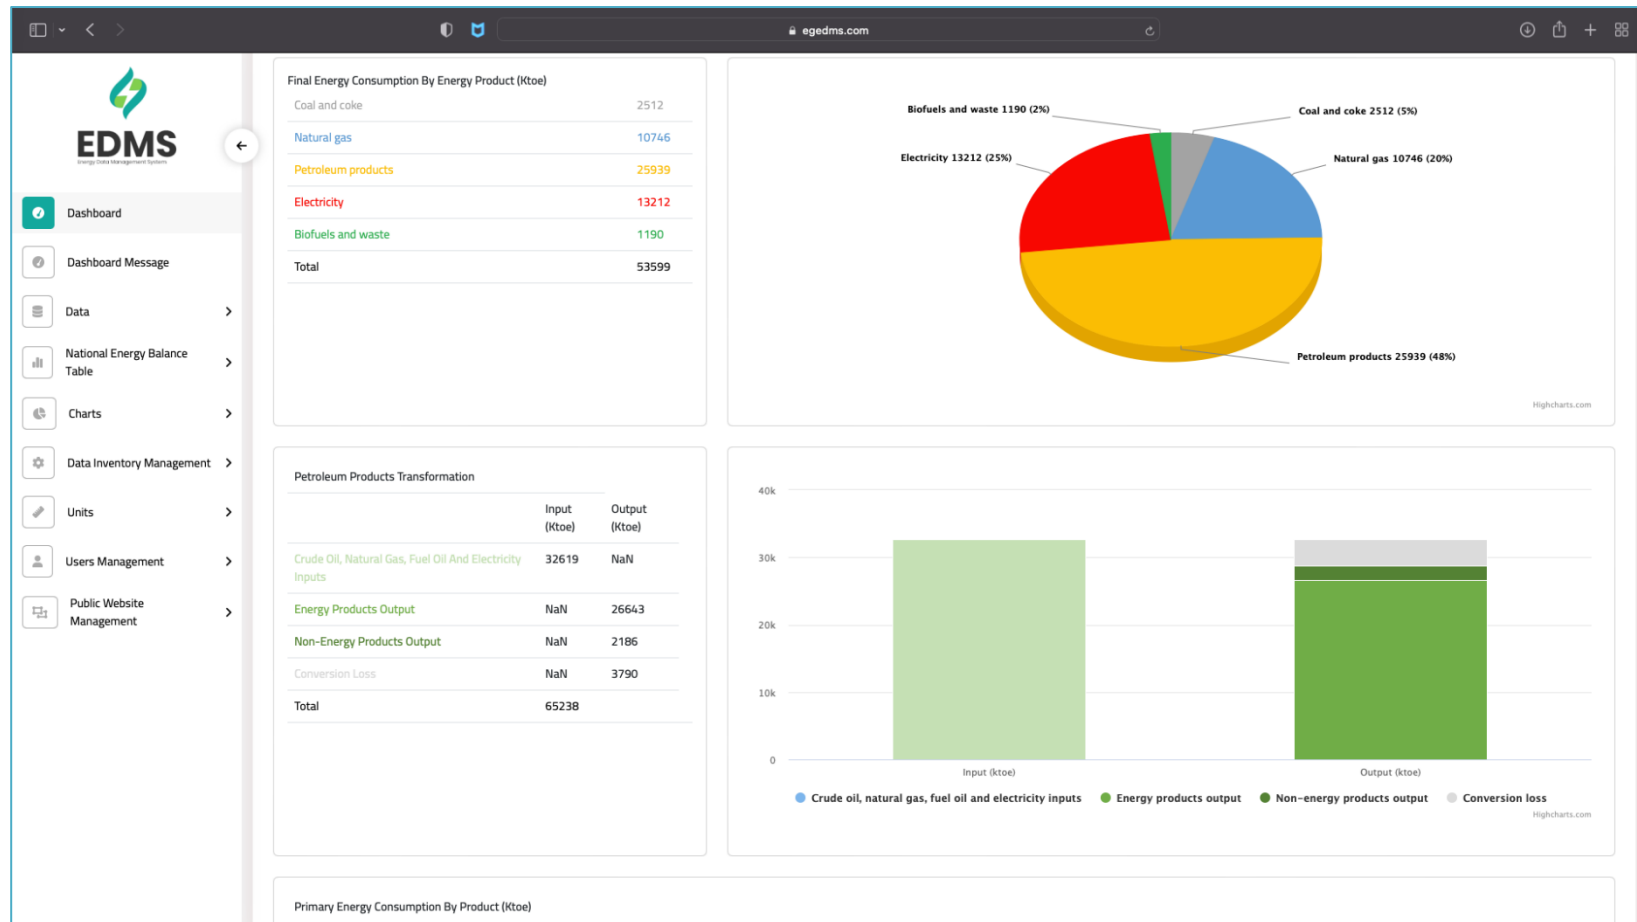 egedms.com
EDMS
Energy Data Management System
Dashboard
Dashboard Message
Data
National Energy Balance
Table
Charts
Data Inventory Management
Units
Users Management
Public Website
Management
Final Energy Consumption By Energy Product (Ktoe)
Coal and coke 2512
Natural gas 10746
Petroleum products 25939
Electricity 13212
Biofuels and waste 1190
Total 53599
Biofuels and waste 1190 (2%)
Coal and coke 2512 (5%)
Electricity 13212 (25%)
Natural gas 10746 (20%)
Petroleum products 25939 (48%)
Highcharts.com
Petroleum Products Transformation
Input Output
(Ktoe) (Ktoe)
Crude Oil, Natural Gas, Fuel Oil And Electricity 32619 NaN
Inputs
Energy Products Output NaN 26643
Non-Energy Products Output NaN 2186
Conversion Loss NaN 3790
Total 65238
40k
30k
20k
10k
0
Input (ktoe) Output (ktoe)
Crude oil, natural gas, fuel oil and electricity inputs Energy products output Non-energy products output Conversion loss
Highcharts.com
Primary Energy Consumption By Product (Ktoe)